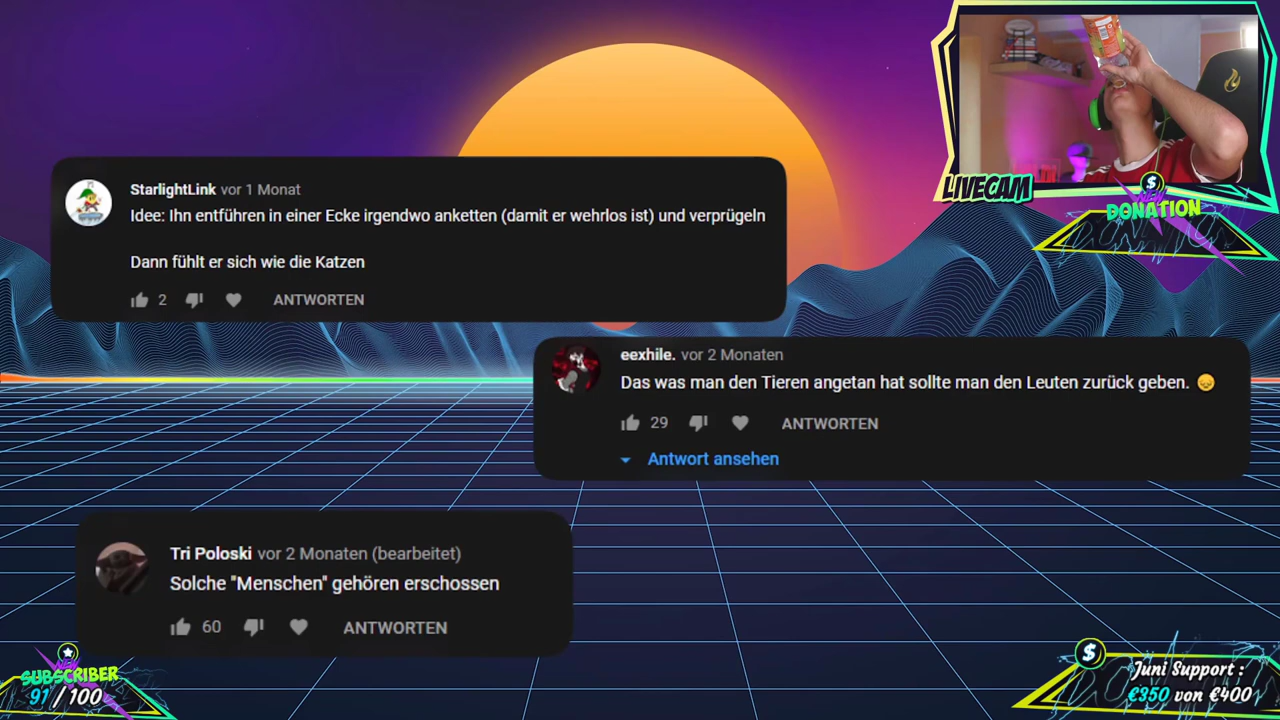 StarlightLink vor 1 Monat
Idee: Ihn entführen in einer Ecke irgendwo anketten (damit er wehrlos ist) und verprügeln
Dann fühlt er sich wie die Katzen
2 ANTWORTEN
LIVECAM
$
NEW
DONATION
eexhile. vor 2 Monaten
Das was man den Tieren angetan hat sollte man den Leuten zurück geben. 😞
29 ANTWORTEN
Antwort ansehen
Tri Poloski vor 2 Monaten (bearbeitet)
Solche "Menschen" gehören erschossen
60 ANTWORTEN
NEW
SUBSCRIBER
91 / 100
$
Juni Support :
€350 von €400